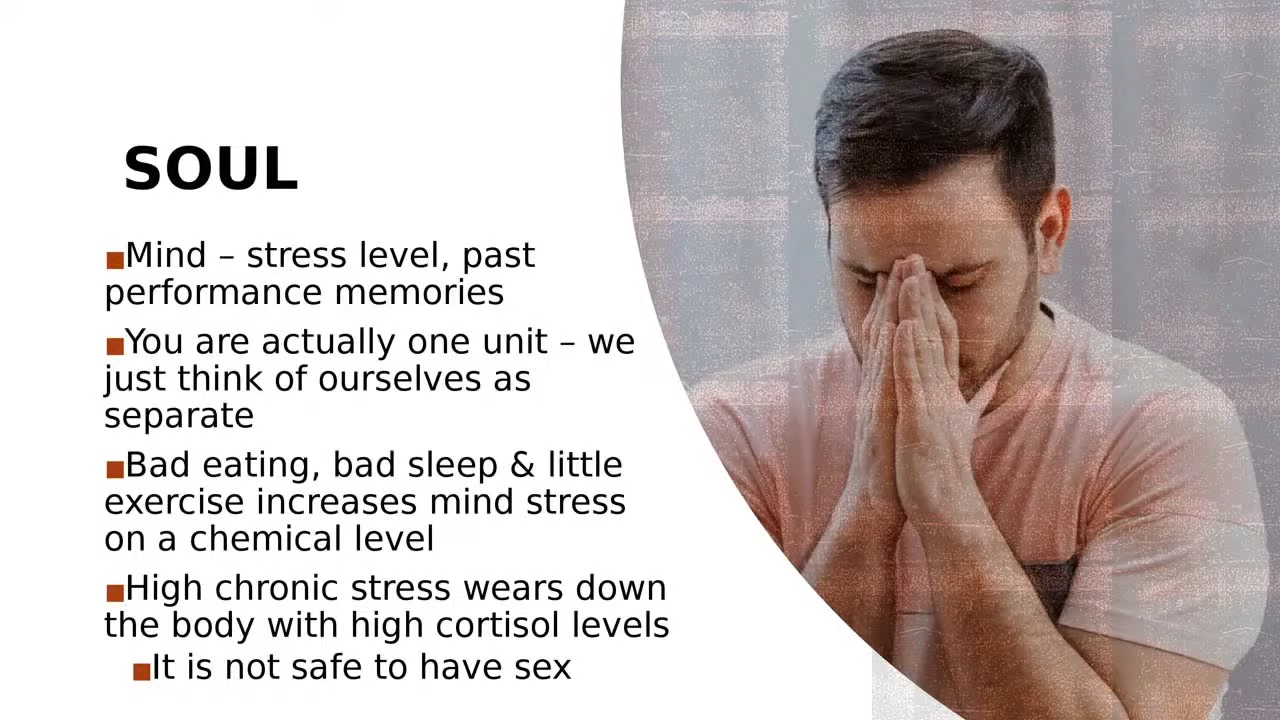 SOUL
■Mind – stress level, past
performance memories
■You are actually one unit – we
just think of ourselves as
separate
■Bad eating, bad sleep & little
exercise increases mind stress
on a chemical level
■High chronic stress wears down
the body with high cortisol levels
■It is not safe to have sex